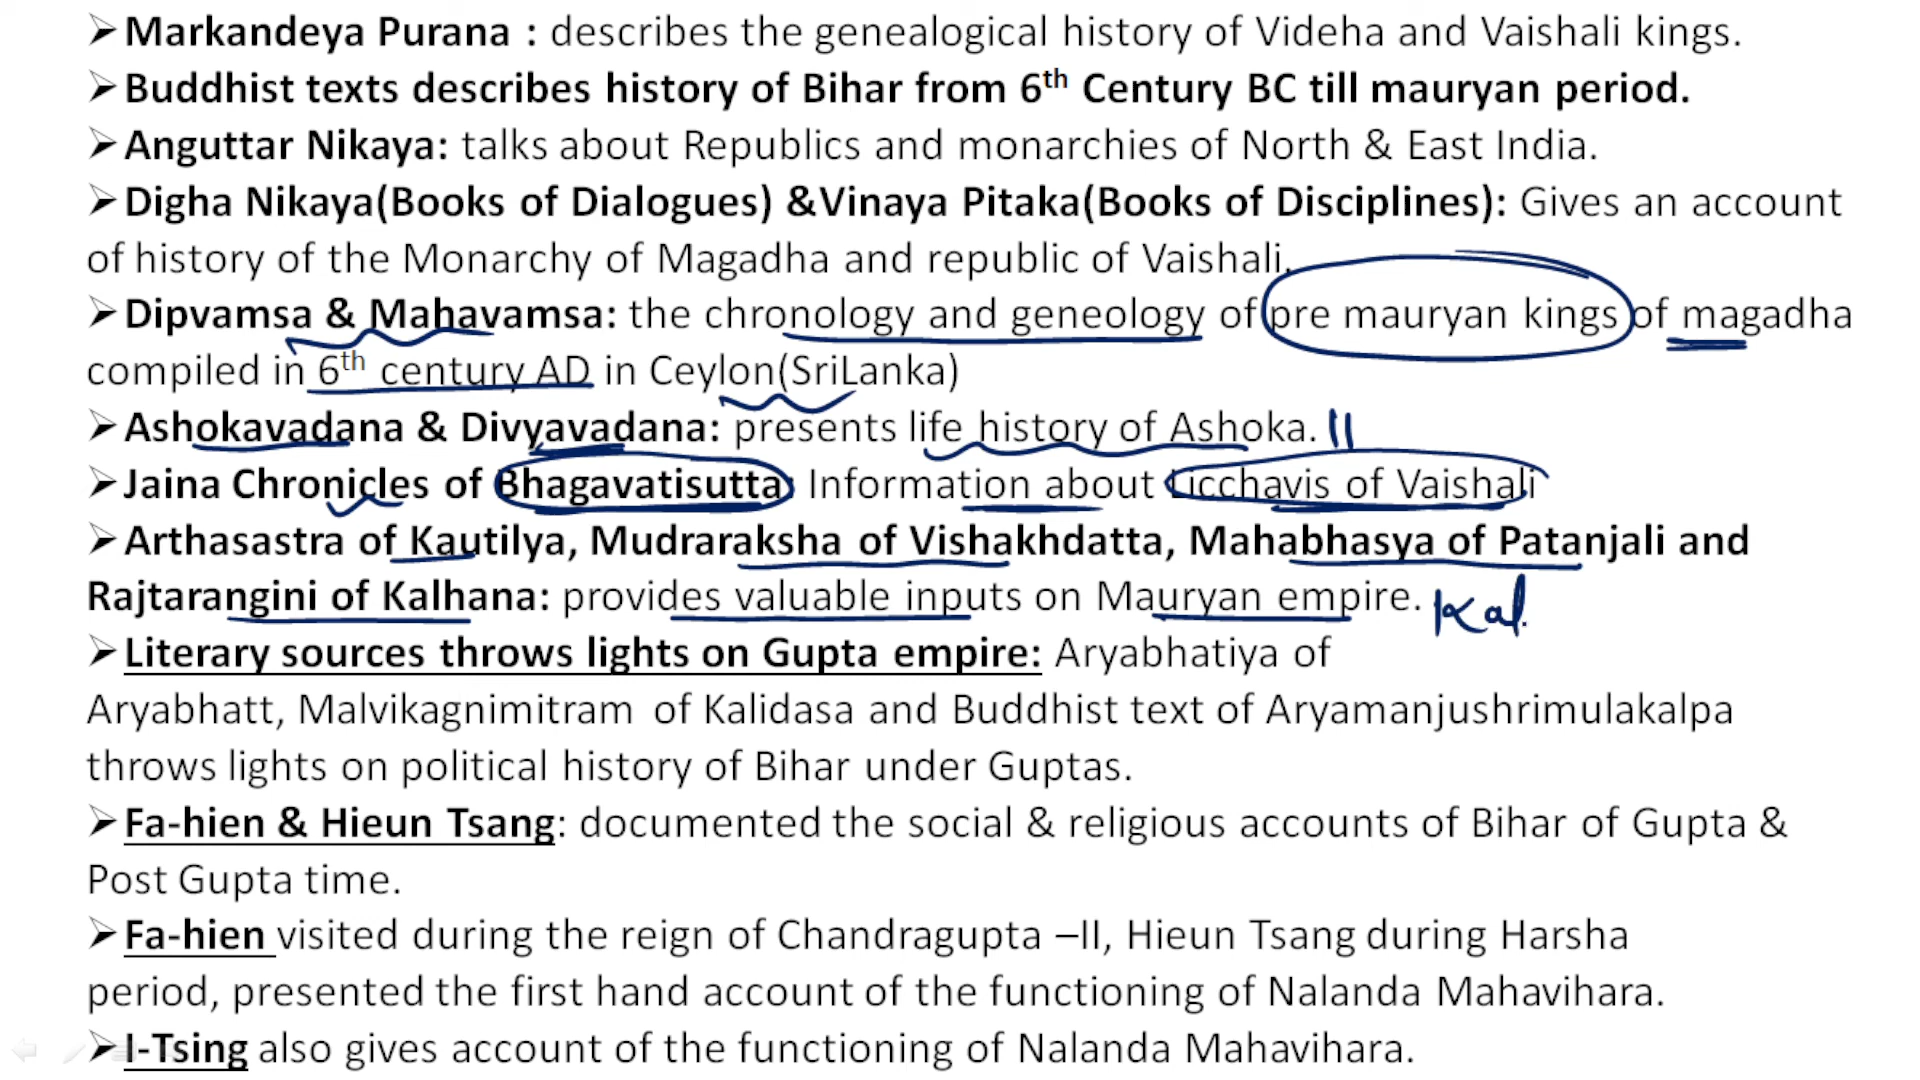 ➢Markandeya Purana : describes the genealogical history of Videha and Vaishali kings.
➢Buddhist texts describes history of Bihar from 6th Century BC till mauryan period.
➢Anguttar Nikaya: talks about Republics and monarchies of North & East India.
➢Digha Nikaya(Books of Dialogues) &Vinaya Pitaka(Books of Disciplines): Gives an account
of history of the Monarchy of Magadha and republic of Vaishali.
➢Dipvamsa & Mahavamsa: the chronology and geneology of pre mauryan kings of magadha
compiled in 6th century AD in Ceylon(SriLanka)
➢Ashokavadana & Divyavadana: presents life history of Ashoka.
➢Jaina Chronicles of Bhagavatisutta: Information about Licchavis of Vaishali
➢Arthasastra of Kautilya, Mudraraksha of Vishakhdatta, Mahabhasya of Patanjali and
Rajtarangini of Kalhana: provides valuable inputs on Mauryan empire. Kal.
➢Literary sources throws lights on Gupta empire: Aryabhatiya of
Aryabhatt, Malvikagnimitram of Kalidasa and Buddhist text of Aryamanjushrimulakalpa
throws lights on political history of Bihar under Guptas.
➢Fa-hien & Hieun Tsang: documented the social & religious accounts of Bihar of Gupta &
Post Gupta time.
➢Fa-hien visited during the reign of Chandragupta –II, Hieun Tsang during Harsha
period, presented the first hand account of the functioning of Nalanda Mahavihara.
➢I-Tsing also gives account of the functioning of Nalanda Mahavihara.